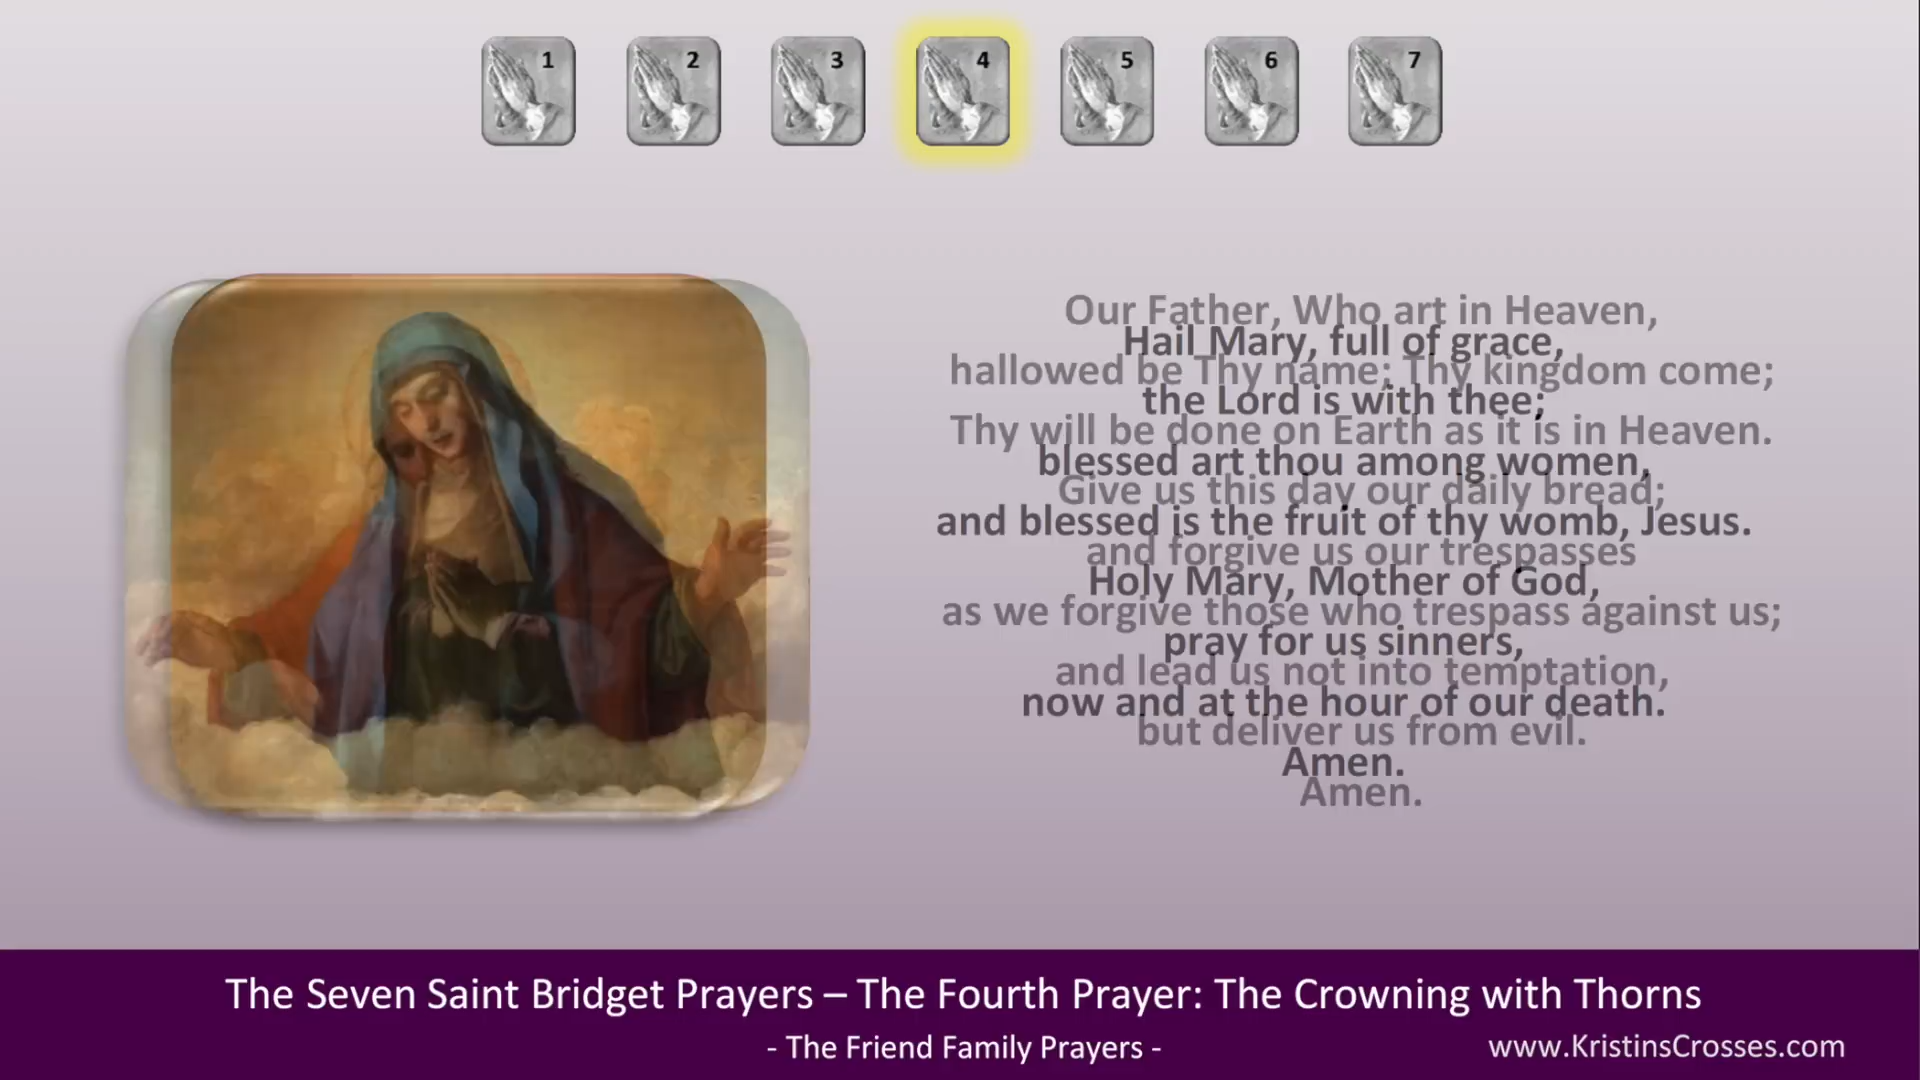 1 2 3 4 5 6 7
Our Father, Who art in Heaven,
hallowed be Thy name; Thy kingdom come;
Thy will be done on Earth as it is in Heaven.
Give us this day our daily bread;
and forgive us our trespasses
as we forgive those who trespass against us;
and lead us not into temptation,
but deliver us from evil.
Amen.
Hail Mary, full of grace,
the Lord is with thee;
blessed art thou among women,
and blessed is the fruit of thy womb, Jesus.
Holy Mary, Mother of God,
pray for us sinners,
now and at the hour of our death.
Amen.
The Seven Saint Bridget Prayers – The Fourth Prayer: The Crowning with Thorns
- The Friend Family Prayers -
www.KristinsCrosses.com